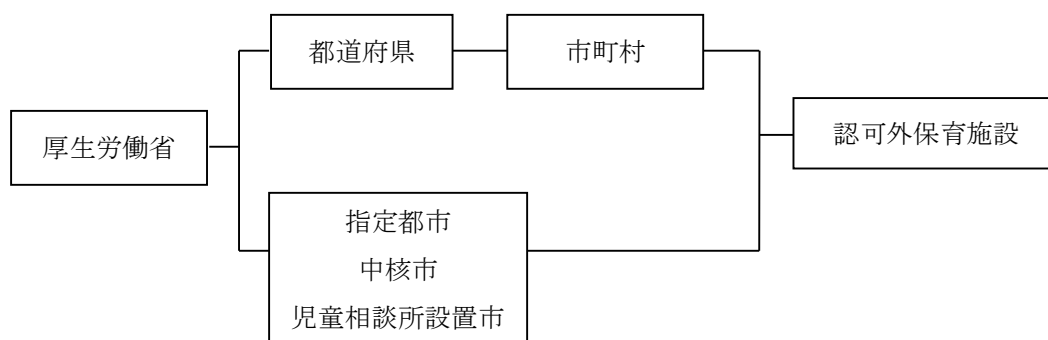 都道府県
市町村
厚生労働省
認可外保育施設
指定都市
中核市
児童相談所設置市